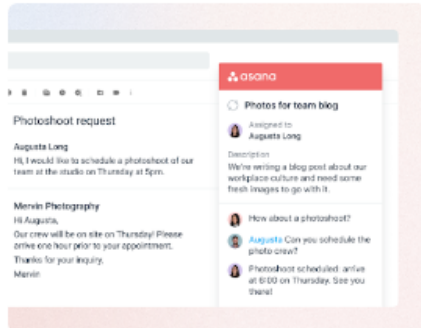 Photoshoot request
Augusta Long
Hi, I would like to schedule a photoshoot of our
team at the studio on Thursday at 5pm.
Mervin Photography
Hi Augusta,
Our crew will be on site on Thursday! Please
arrive one hour prior to your appointment.
Thanks for your inquiry,
Mervin
asana
Photos for team blog
Assigned to
Augusta Long
Description
We're writing a blog post about our
workplace culture and need some
fresh images to go with it.
How about a photoshoot?
Augusta Can you schedule the
photo crew?
Photoshoot scheduled. arrive
at 6:00 on Thursday. See you
there!